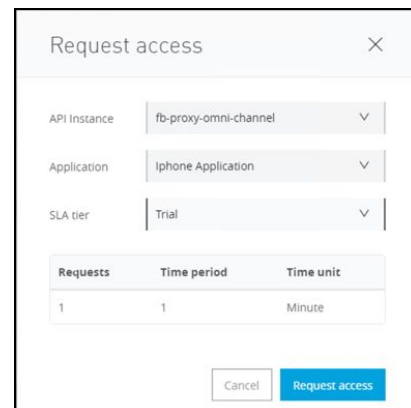 Request access
API Instance fb-proxy-omni-channel
Application Iphone Application
SLA tier Trial
Requests Time period Time unit
1 1 Minute
Cancel Request access